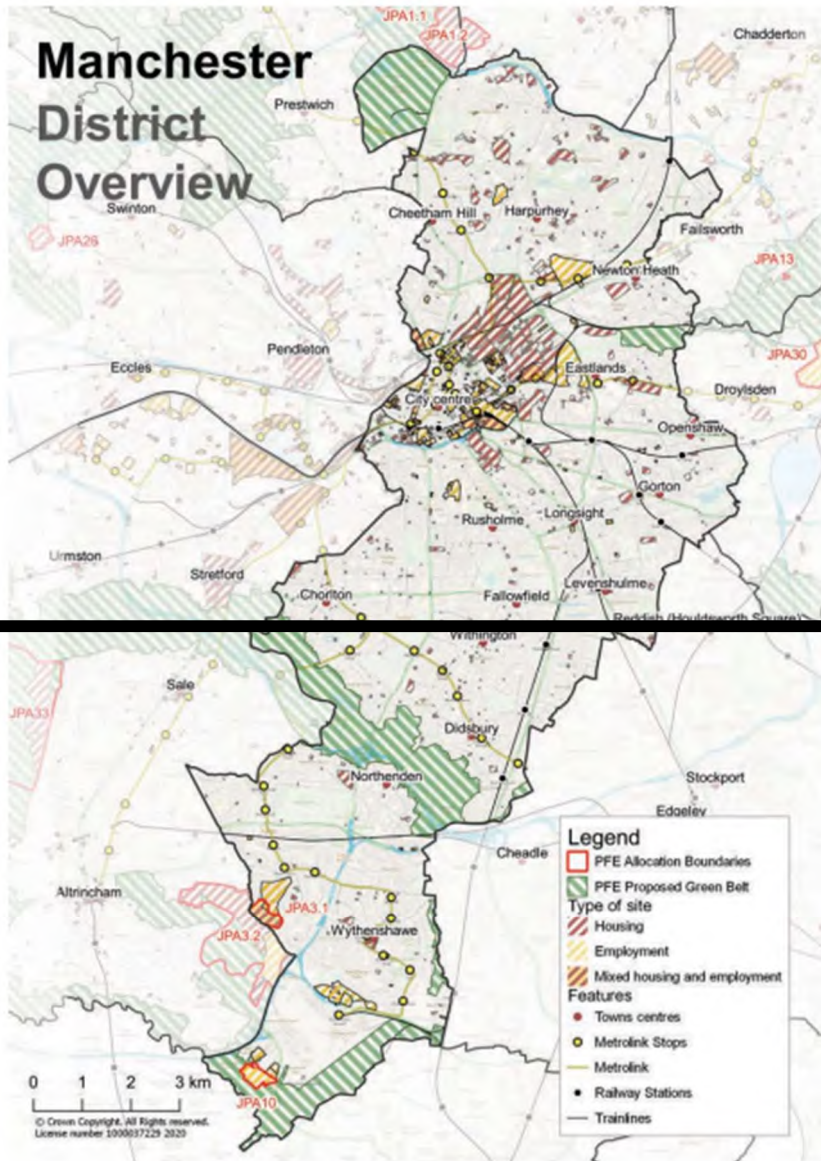 JPA1.1
JPA1.2
Chadderton
Manchester
District
Overview
Prestwich
Swinton
Cheetham Hill
Harpurhey
Failsworth
JPA26
JPA13
Newton Heath
Pendleton
Eccles
Eastlands
JPA30
Droylsden
City centre
Openshaw
Gorton
Rusholme
Longsight
Urmston
Stretford
Chorlton
Fallowfield
Levenshulme
Reddish (Houldsworth Square)
Withington
Sale
JPA33
Didsbury
Northenden
Stockport
Edgeley
Cheadle
Altrincham
JPA3.1
JPA3.2
Wythenshawe
JPA10
Legend
PFE Allocation Boundaries
PFE Proposed Green Belt
Type of site
Housing
Employment
Mixed housing and employment
Features
Towns centres
Metrolink Stops
Metrolink
Railway Stations
Trainlines
0 1 2 3 km
© Crown Copyright. All Rights reserved.
License number 1000037229 2020